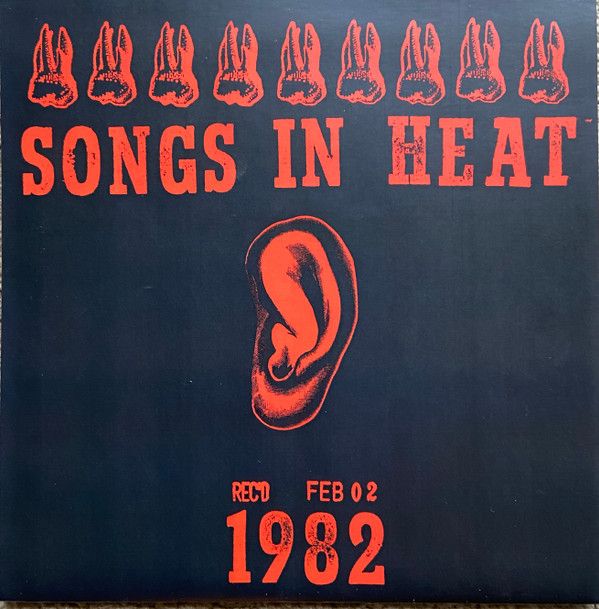 SONGS IN HEAT
REC'D FEB 02
1982